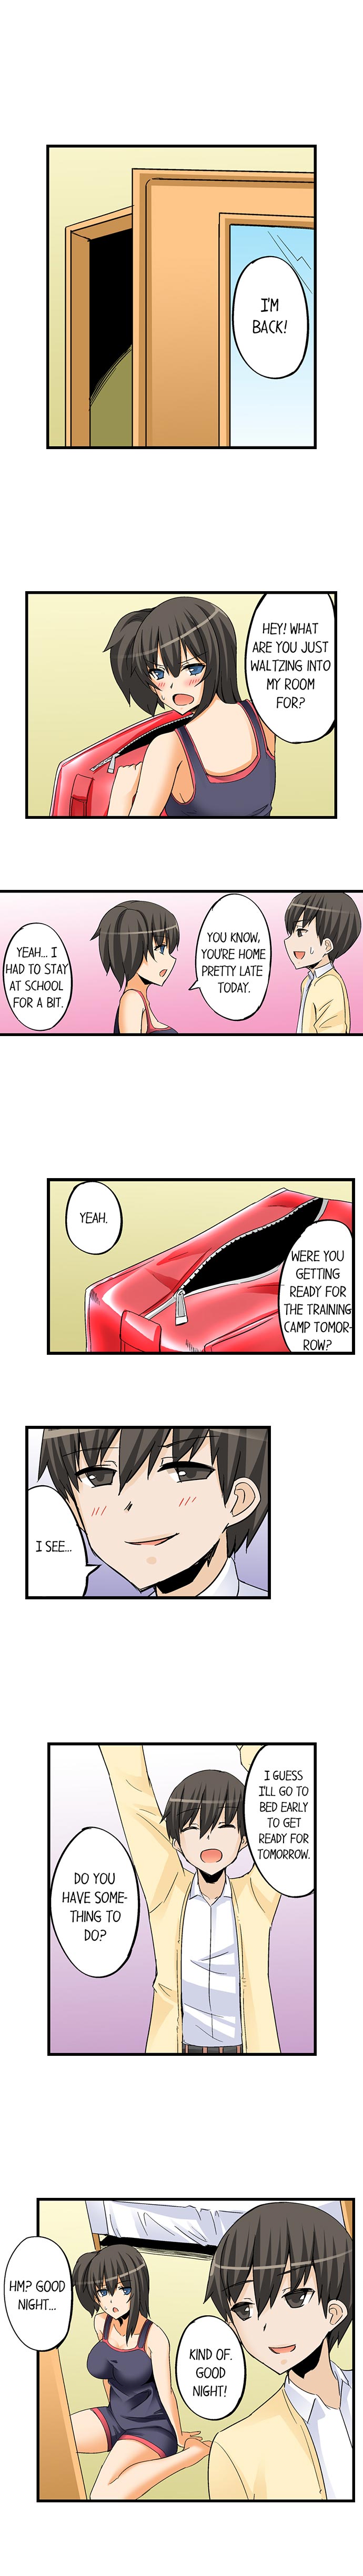 I'M
BACK!
HEY! WHAT
ARE YOU JUST
WALTZING INTO
MY ROOM
FOR?
YOU KNOW,
YOU'RE HOME
PRETTY LATE
TODAY.
YEAH... I
HAD TO STAY
AT SCHOOL
FOR A BIT.
YEAH.
WERE YOU
GETTING
READY FOR
THE TRAINING
CAMP TOMOR-
ROW?
I SEE...
I GUESS
I'LL GO TO
BED EARLY
TO GET
READY FOR
TOMORROW.
DO YOU
HAVE SOME-
THING TO
DO?
HM? GOOD
NIGHT...
KIND OF.
GOOD
NIGHT!